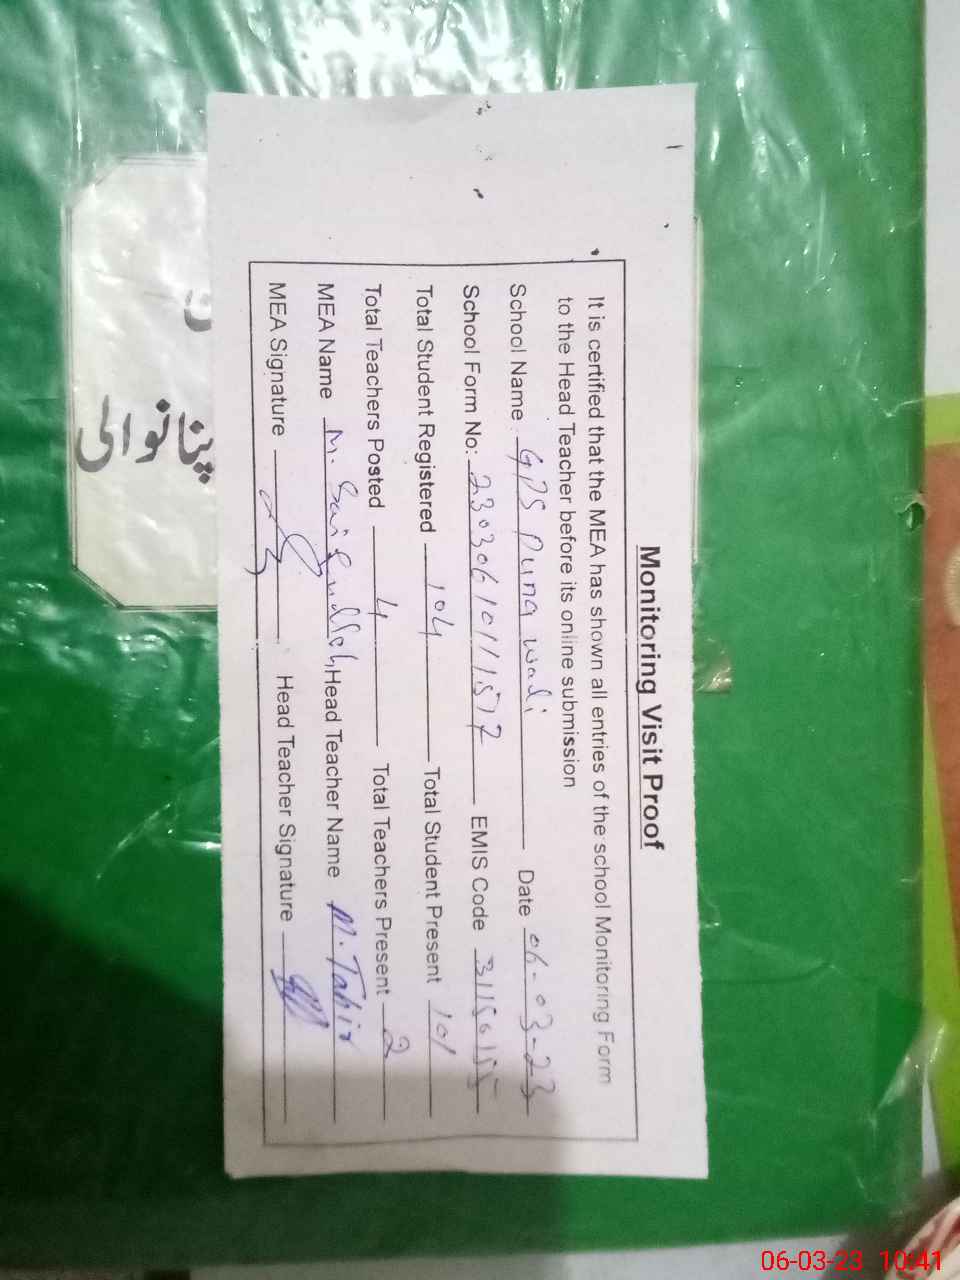 Monitoring Visit Proof
It is certified that the MEA has shown all entries of the school Monitoring Form
to the Head Teacher before its online submission
School Name GPS Puna wali Date 06-03-23
School Form No: EMIS Code
Total Student Registered 104 Total Student Present 101
Total Teachers Posted 4 Total Teachers Present 2
MEA Name M. Saifullah Head Teacher Name M. Tahir
MEA Signature Head Teacher Signature
پنانوالی
06-03-23 10:41